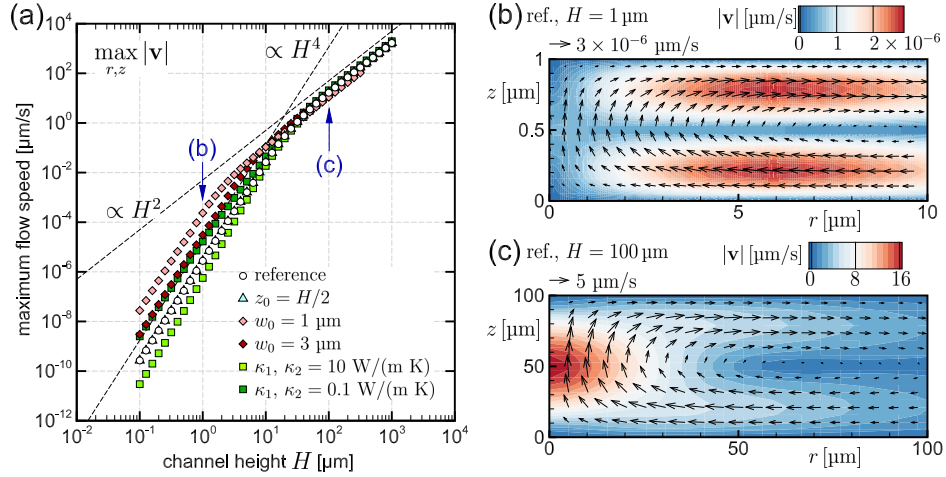 (a)
max |v|
r,z
∝ H⁴
∝ H²
(b)
(c)
reference
z₀ = H/2
w₀ = 1 µm
w₀ = 3 µm
κ₁, κ₂ = 10 W/(m K)
κ₁, κ₂ = 0.1 W/(m K)
maximum flow speed [µm/s]
10⁴
10²
10⁰
10⁻²
10⁻⁴
10⁻⁶
10⁻⁸
10⁻¹⁰
10⁻¹²
10⁻² 10⁻¹ 10⁰ 10¹ 10² 10³ 10⁴
channel height H [µm]
(b) ref., H = 1 µm |v| [µm/s]
0 1 2 ×10⁻⁶
3 × 10⁻⁶ µm/s
1
z [µm]
0.5
0
0 5 10
r [µm]
(c) ref., H = 100 µm |v| [µm/s]
0 8 16
5 µm/s
100
z [µm]
50
0
0 50 100
r [µm]